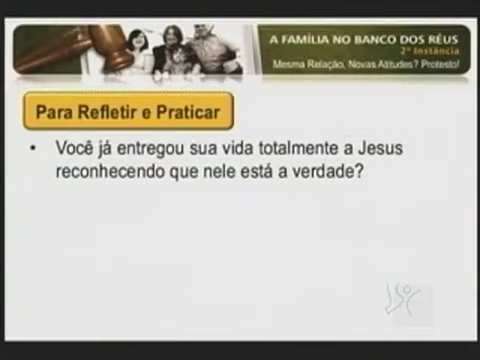 A FAMÍLIA NO BANCO DOS RÉUS
2ª Instância
Mesma Relação, Novas Atitudes? Protesto!
Para Refletir e Praticar
• Você já entregou sua vida totalmente a Jesus
reconhecendo que nele está a verdade?